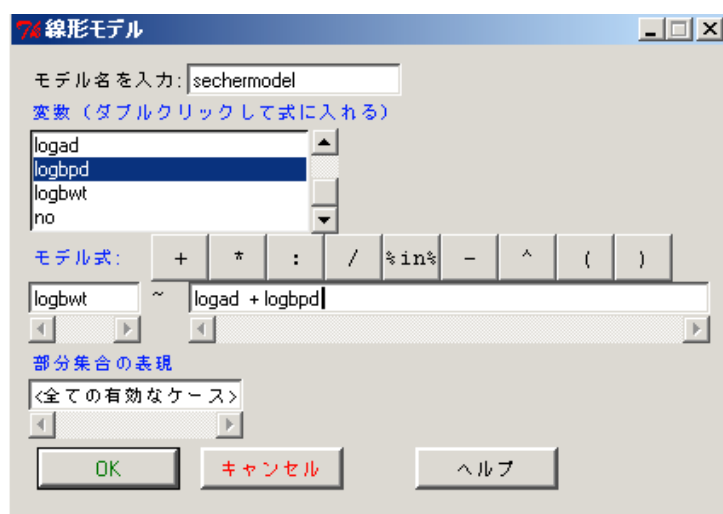 線形モデル
モデル名を入力: sechermodel
変数（ダブルクリックして式に入れる）
logad
logbpd
logbwt
no
モデル式: + * : / %in% - ^ ( )
logbwt ~ logad + logbpd
部分集合の表現
<全ての有効なケース>
OK キャンセル ヘルプ